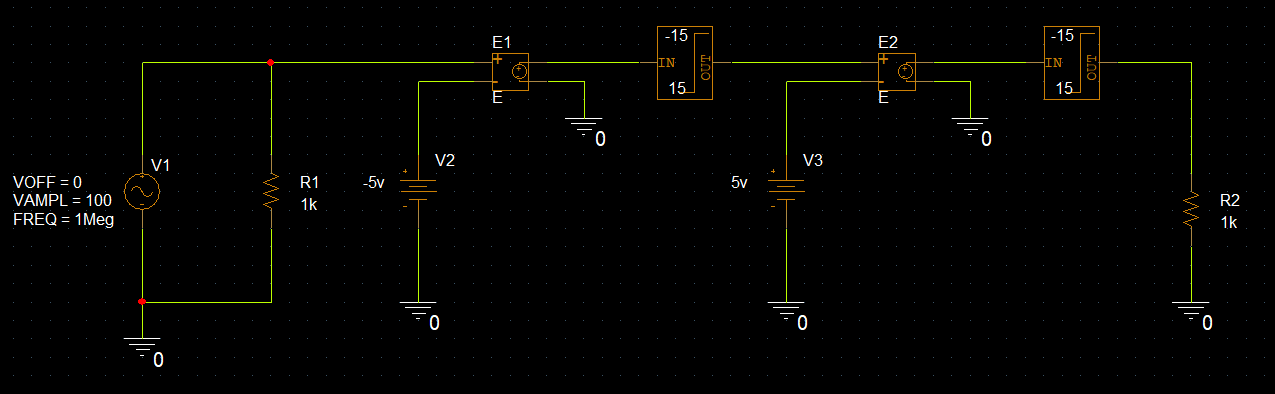 E1
E
0
-15
IN
OUT
15
E2
E
0
-15
IN
OUT
15
V1
VOFF = 0
VAMPL = 100
FREQ = 1Meg
0
R1
1k
V2
-5v
0
V3
5v
0
R2
1k
0